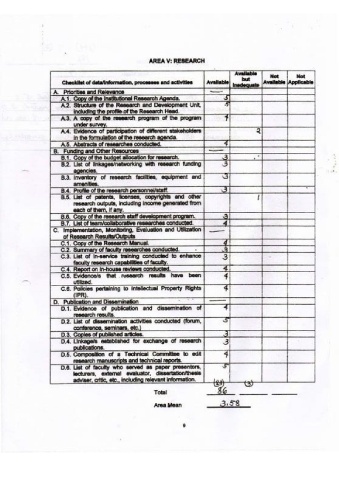 AREA V: RESEARCH
Checklist of data/information, processes and activities Available Available but Inadequate Not Available Not Applicable
A. Priorities and Relevance
A.1. Copy of the Institutional Research Agenda. 5
A.2. Structure of the Research and Development Unit,
including the profile of the Research Head.
A.3. A copy of the research program of the program 4
under survey.
A.4. Evidence of participation of different stakeholders 2
in the formulation of research agenda.
A.5. Abstracts of researches conducted. 4
B. Funding and Other Resources
B.1. Copy of the budget allocation for research. 3
B.2. List of linkages/networking with research funding 3
agencies.
B.3. Inventory of research facilities, equipment and 3
amenities.
B.4. Profile of the research personnel/staff. 3
B.5. List of patents, licenses, copyrights and other 1
research outputs, including income generated from
each of them, if any.
B.6. Copy of the research staff development program. 3
B.7. List of team/collaborative researches conducted. 4
C. Implementation, Monitoring, Evaluation and Utilization
of Research Results/Outputs
C.1. Copy of the Research Manual.
C.2. Summary of faculty researches conducted.
C.3. List of in-service training conducted to enhance 3
faculty research capabilities of faculty.
C.4. Report on in-house reviews conducted. 4
C.5. Evidence/s that research results have been 4
utilized.
C.6. Policies pertaining to Intellectual Property Rights 4
(IPR).
D. Publication and Dissemination
D.1. Evidence of publication and dissemination of 4
research results.
D.2. List of dissemination activities conducted (forum, 5
conference, seminars, etc.)
D.3. Copies of published articles. 3
D.4. Linkage/s established for exchange of research 3
publications.
D.5. Composition of a Technical Committee to edit 4
research manuscripts and technical reports.
D.6. List of faculty who served as paper presenters, 5
lecturers, external evaluator, dissertation/thesis
adviser, critic, etc., including relevant information.
(3)
Total 86
Area Mean 3.58